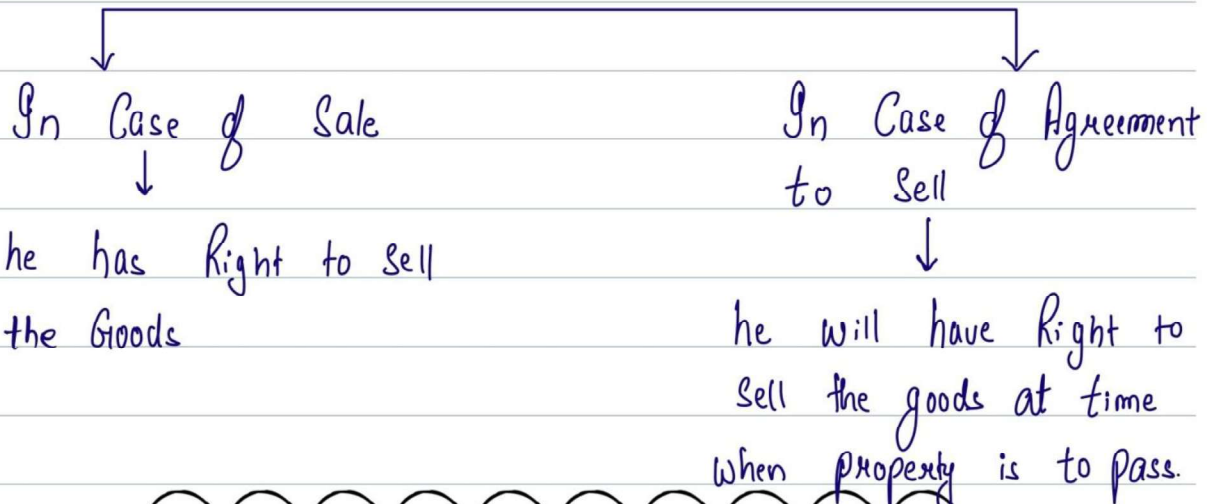 In Case of Sale
he has Right to sell
the Goods
In Case of Agreement
to Sell
he will have Right to
Sell the goods at time
when property is to pass.